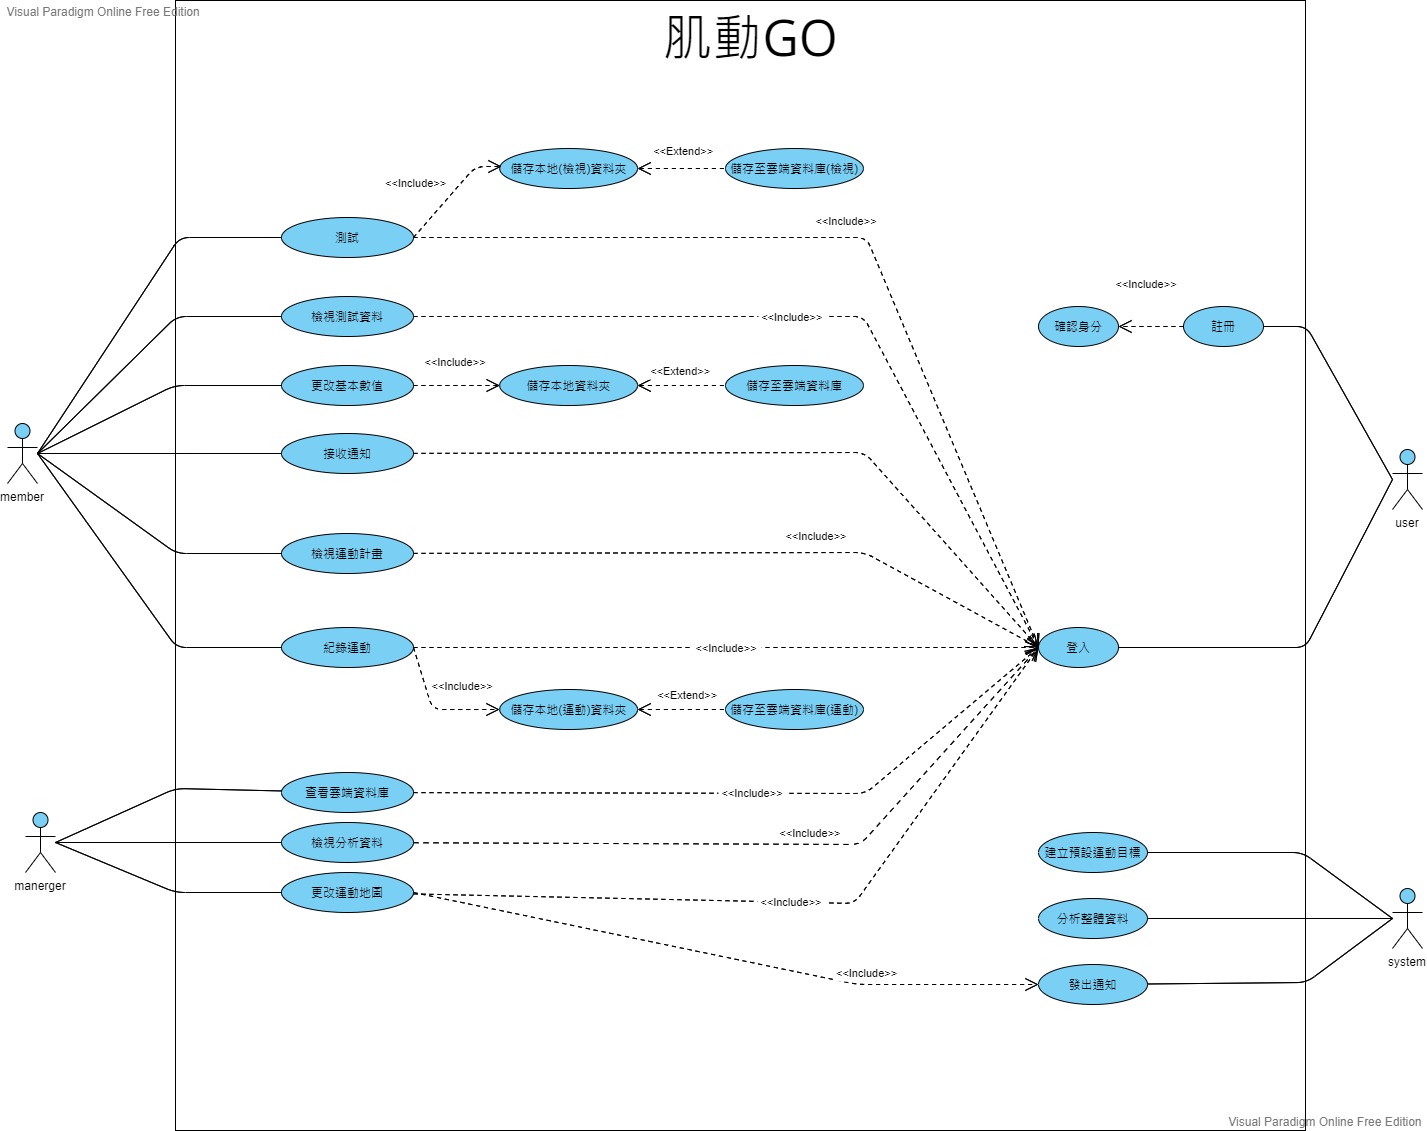 Visual Paradigm Online Free Edition
肌動GO
儲存本地(檢視)資料夾
<<Extend>>
儲存至雲端資料庫(檢視)
<<Include>>
測試
<<Include>>
<<Include>>
確認身分
註冊
檢視測試資料
<<Include>>
<<Include>>
更改基本數值
儲存本地資料夾
<<Extend>>
儲存至雲端資料庫
接收通知
member
user
檢視運動計畫
<<Include>>
紀錄運動
<<Include>>
登入
<<Include>>
儲存本地(運動)資料夾
<<Extend>>
儲存至雲端資料庫(運動)
查看雲端資料庫
<<Include>>
檢視分析資料
<<Include>>
建立預設運動目標
manerger
更改運動地圖
<<Include>>
分析整體資料
system
<<Include>>
發出通知
Visual Paradigm Online Free Edition